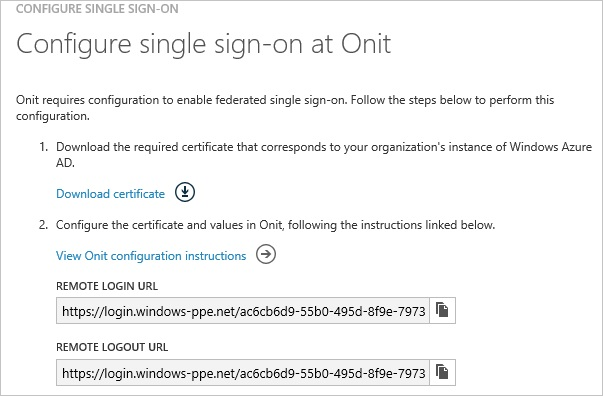 CONFIGURE SINGLE SIGN-ON
Configure single sign-on at Onit
Onit requires configuration to enable federated single sign-on. Follow the steps below to perform this
configuration.
1. Download the required certificate that corresponds to your organization's instance of Windows Azure
AD.
Download certificate
2. Configure the certificate and values in Onit, following the instructions linked below.
View Onit configuration instructions
REMOTE LOGIN URL
https://login.windows-ppe.net/ac6cb6d9-55b0-495d-8f9e-7973
REMOTE LOGOUT URL
https://login.windows-ppe.net/ac6cb6d9-55b0-495d-8f9e-7973